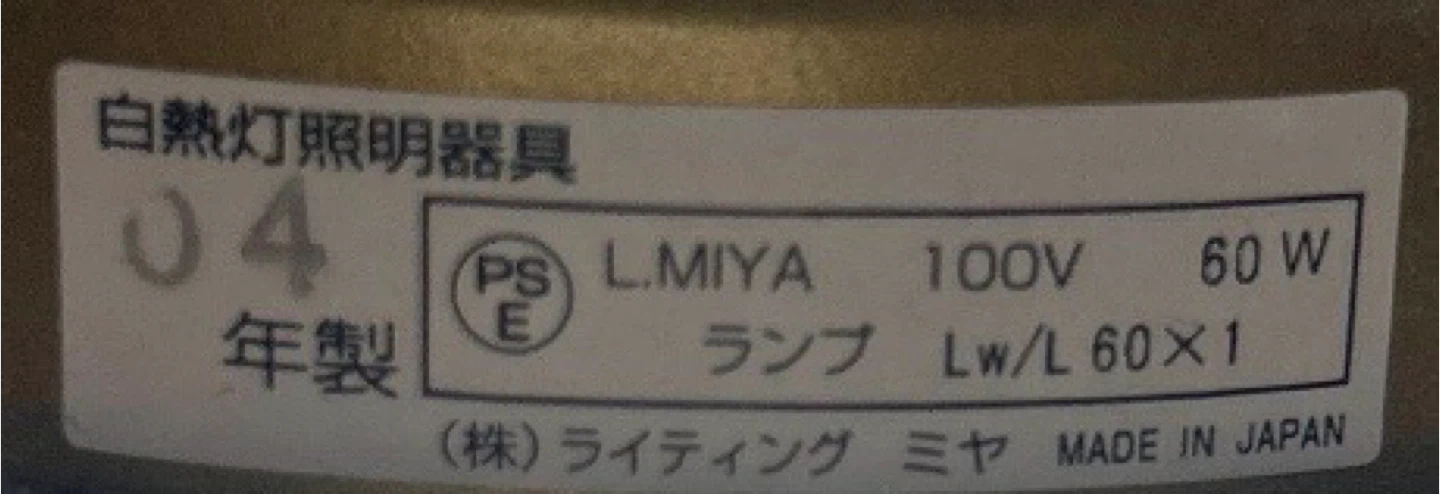 白熱灯照明器具
04
年製
PS
E
L.MIYA 100V 60W
ランプ Lw/L 60×1
(株)ライティング ミヤ MADE IN JAPAN